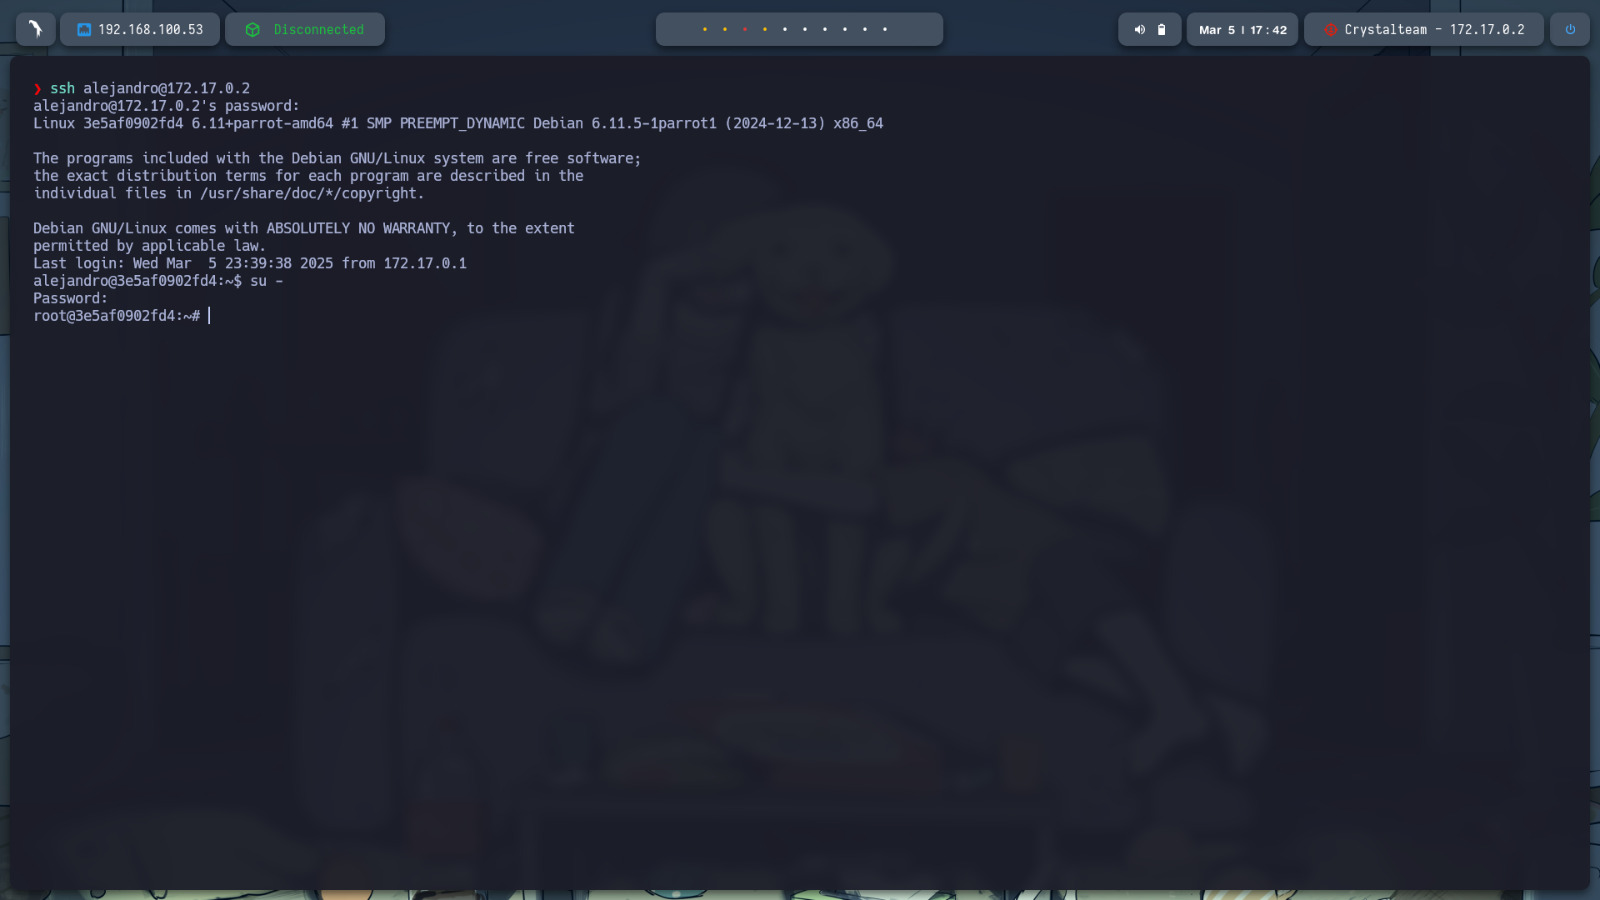 192.168.100.53
Disconnected
Mar 5 | 17:42
Crystalteam - 172.17.0.2
❯ ssh alejandro@172.17.0.2
alejandro@172.17.0.2's password:
Linux 3e5af0902fd4 6.11+parrot-amd64 #1 SMP PREEMPT_DYNAMIC Debian 6.11.5-1parrot1 (2024-12-13) x86_64
The programs included with the Debian GNU/Linux system are free software;
the exact distribution terms for each program are described in the
individual files in /usr/share/doc/*/copyright.
Debian GNU/Linux comes with ABSOLUTELY NO WARRANTY, to the extent
permitted by applicable law.
Last login: Wed Mar  5 23:39:38 2025 from 172.17.0.1
alejandro@3e5af0902fd4:~$ su -
Password:
root@3e5af0902fd4:~#